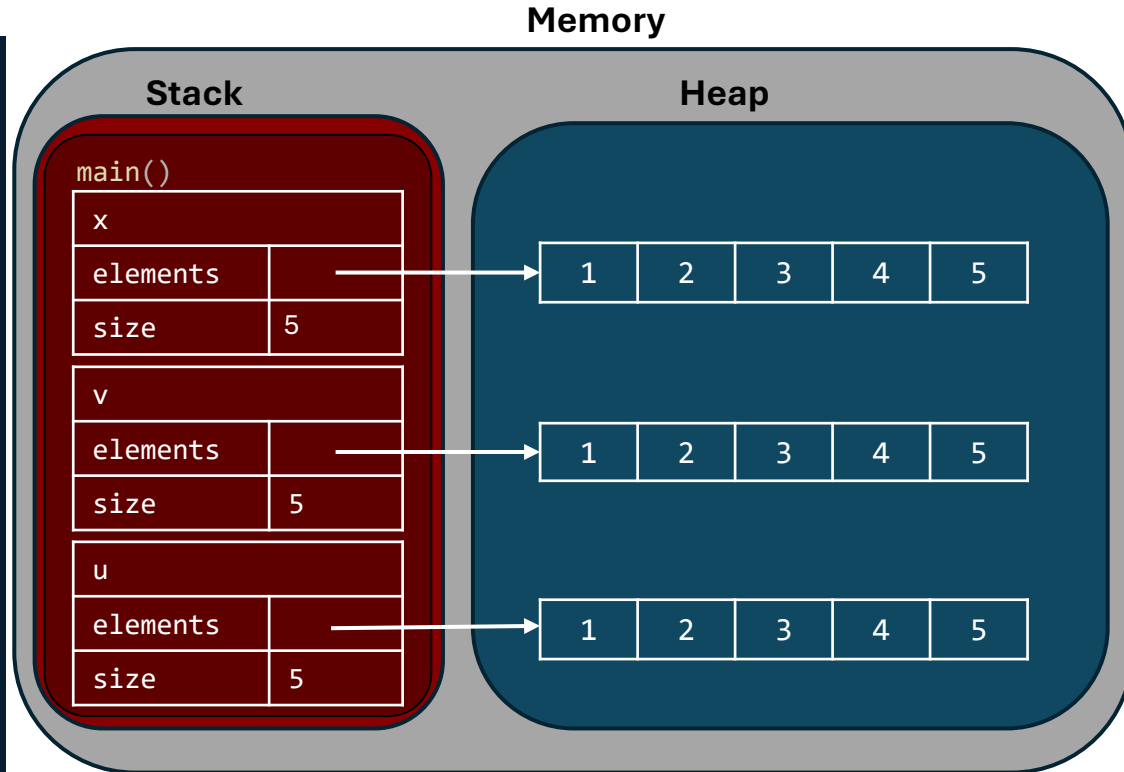 Memory
Stack
Heap
main()
x
elements
size 5
1 2 3 4 5
v
elements
size 5
1 2 3 4 5
u
elements
size 5
1 2 3 4 5